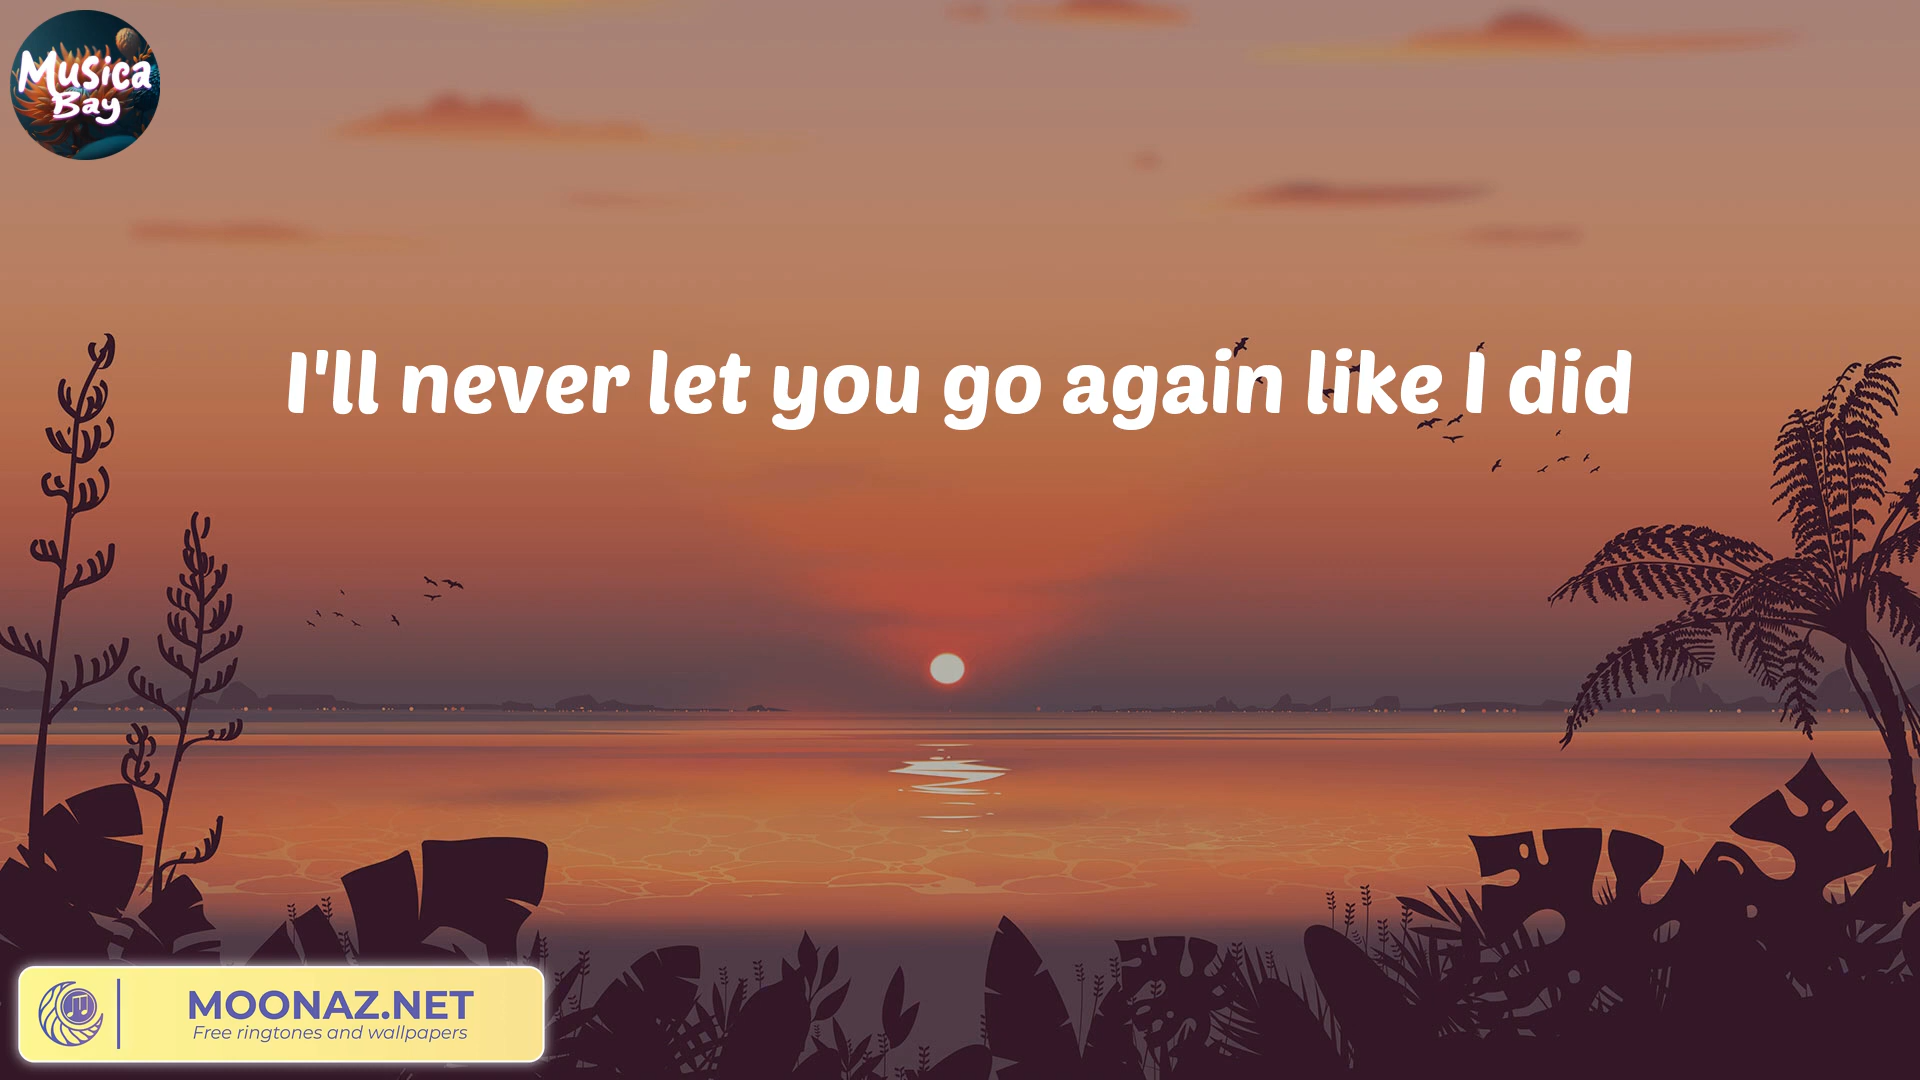 Musica
Bay
I'll never let you go again like I did
MOONAZ.NET
Free ringtones and wallpapers